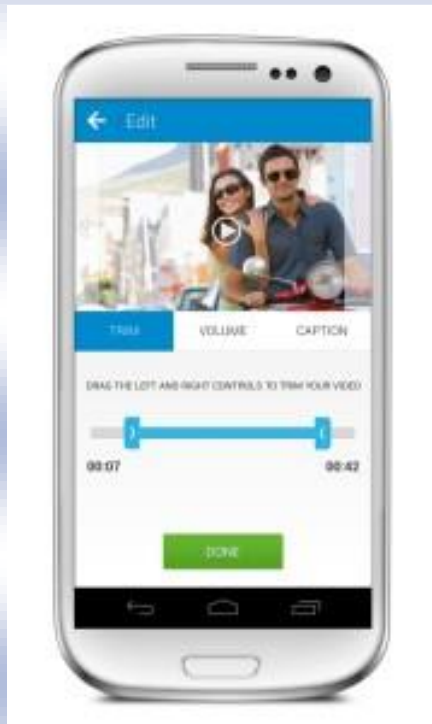 Edit
TRIM VOLUME CAPTION
DRAG THE LEFT AND RIGHT CONTROLS TO TRIM YOUR VIDEO
00:07 00:42
DONE